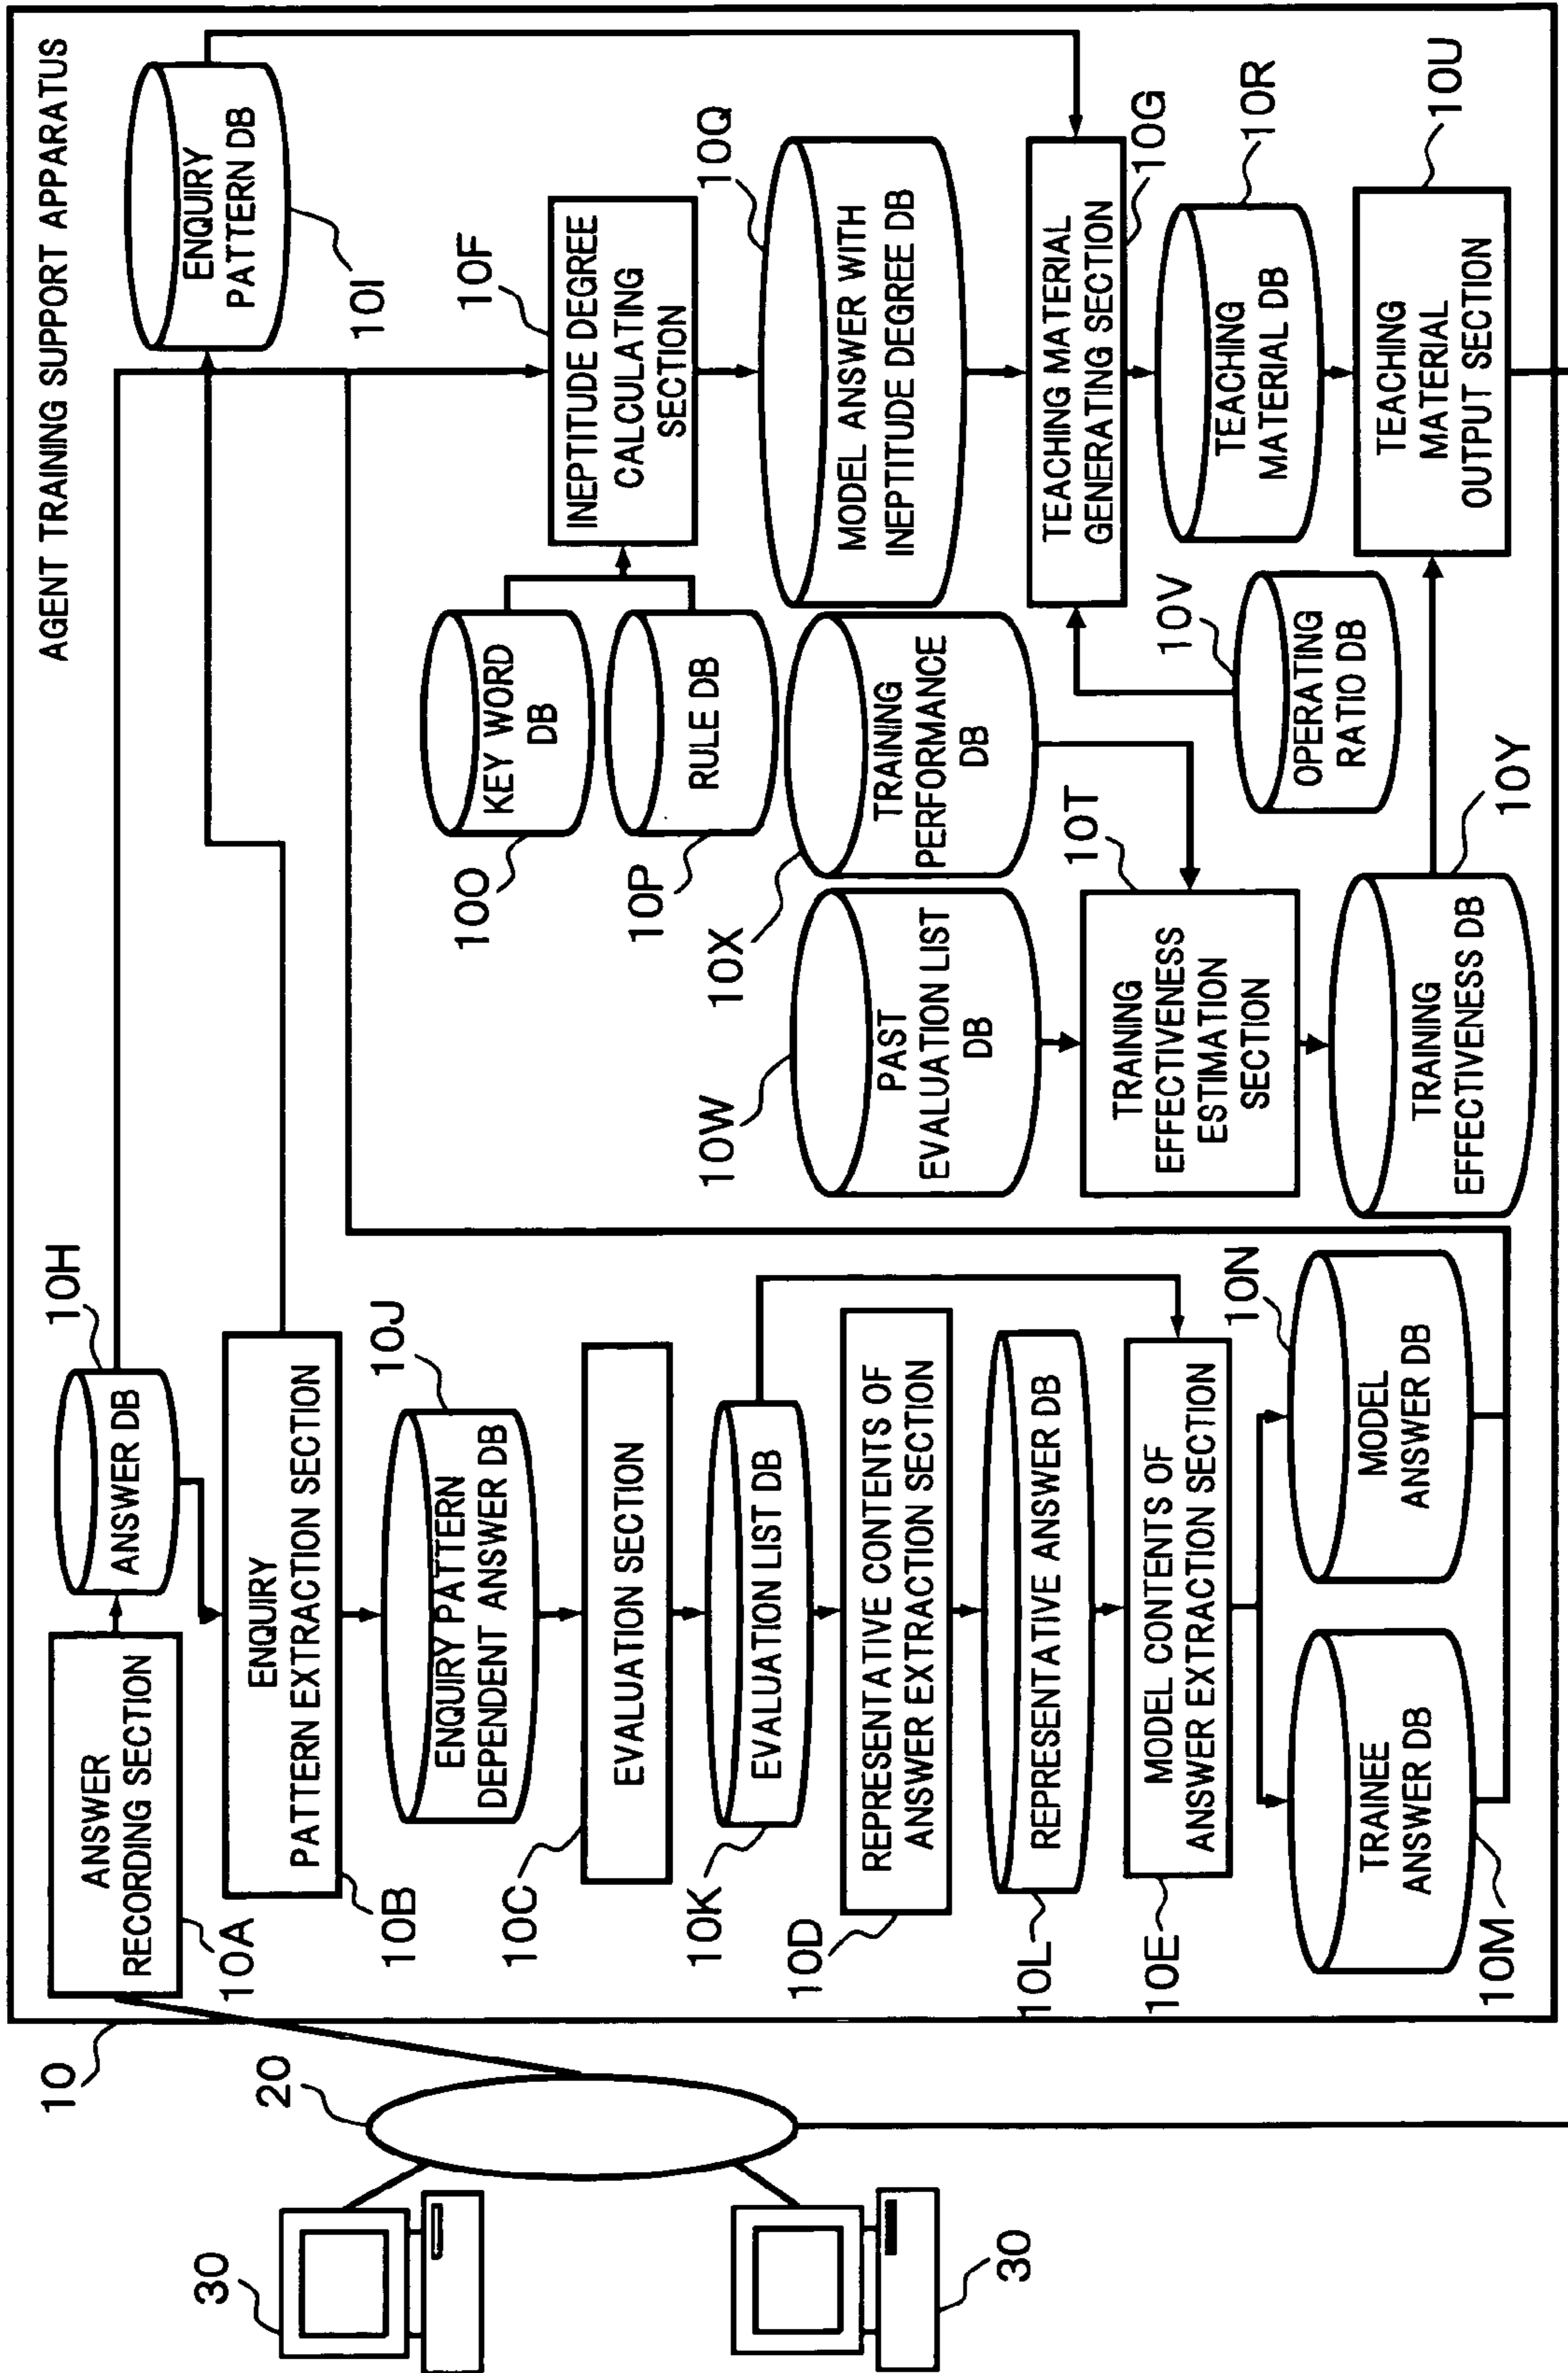 AGENT TRAINING SUPPORT APPARATUS
10
20
30
30
ANSWER
RECORDING SECTION
10A
ANSWER DB
10H
ENQUIRY
PATTERN EXTRACTION SECTION
10B
ENQUIRY PATTERN
DEPENDENT ANSWER DB
10J
EVALUATION SECTION
10C
EVALUATION LIST DB
10K
REPRESENTATIVE CONTENTS OF
ANSWER EXTRACTION SECTION
10D
REPRESENTATIVE ANSWER DB
10L
MODEL CONTENTS OF
ANSWER EXTRACTION SECTION
10E
TRAINEE
ANSWER DB
10M
MODEL
ANSWER DB
10N
ENQUIRY
PATTERN DB
10I
KEY WORD
DB
10O
RULE DB
10P
INEPTITUDE DEGREE
CALCULATING
SECTION
10F
MODEL ANSWER WITH
INEPTITUDE DEGREE DB
10Q
PAST
EVALUATION LIST
DB
10W
TRAINING
PERFORMANCE
DB
10X
TRAINING
EFFECTIVENESS
ESTIMATION
SECTION
10T
TRAINING
EFFECTIVENESS DB
10Y
OPERATING
RATIO DB
10V
TEACHING MATERIAL
GENERATING SECTION
10G
TEACHING
MATERIAL DB
10R
TEACHING
MATERIAL
OUTPUT SECTION
10U